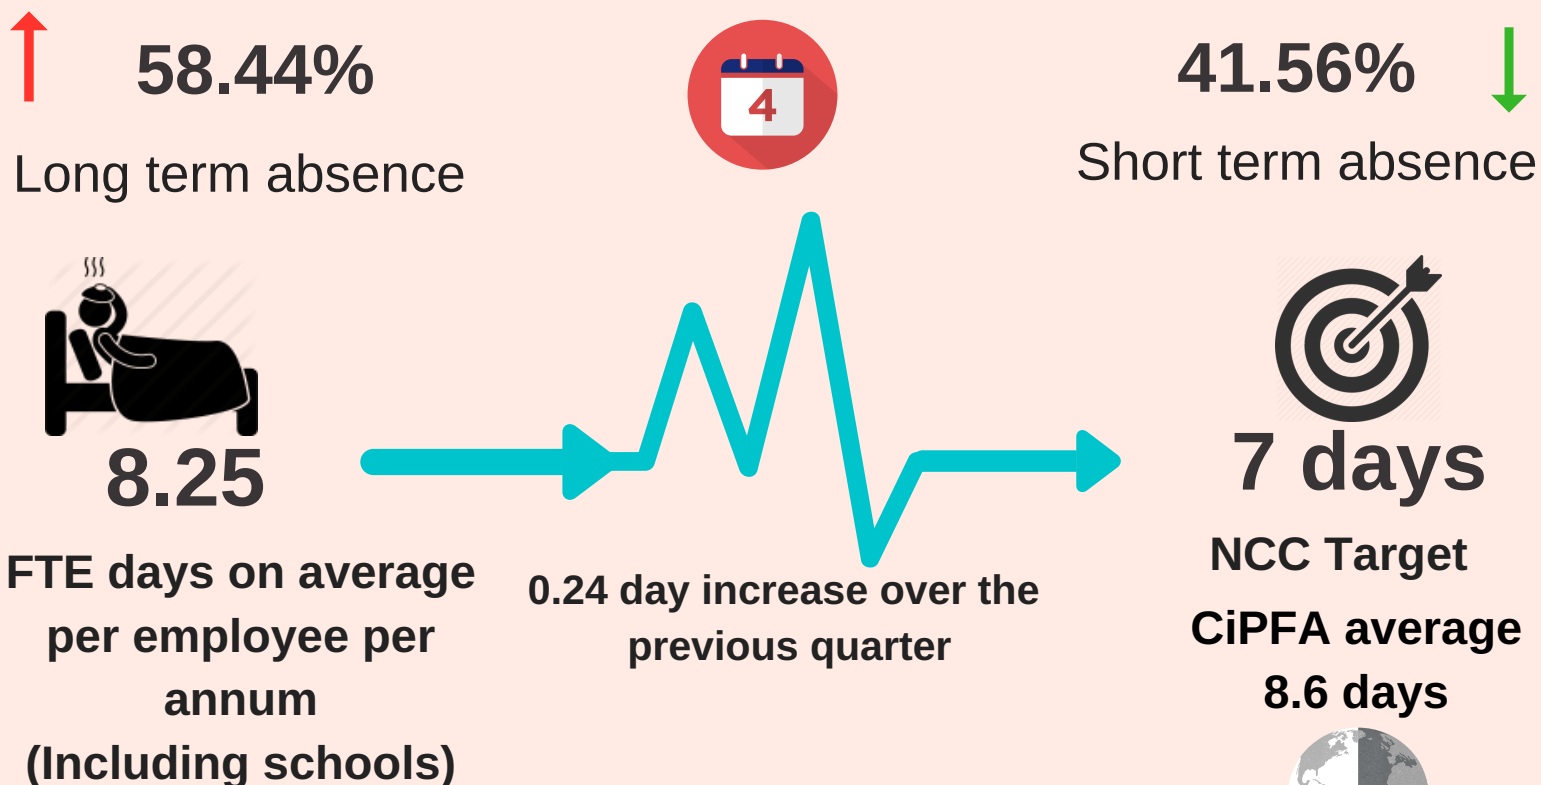 58.44%
Long term absence
4
41.56%
Short term absence
8.25
FTE days on average
per employee per
annum
(Including schools)
0.24 day increase over the
previous quarter
7 days
NCC Target
CiPFA average
8.6 days